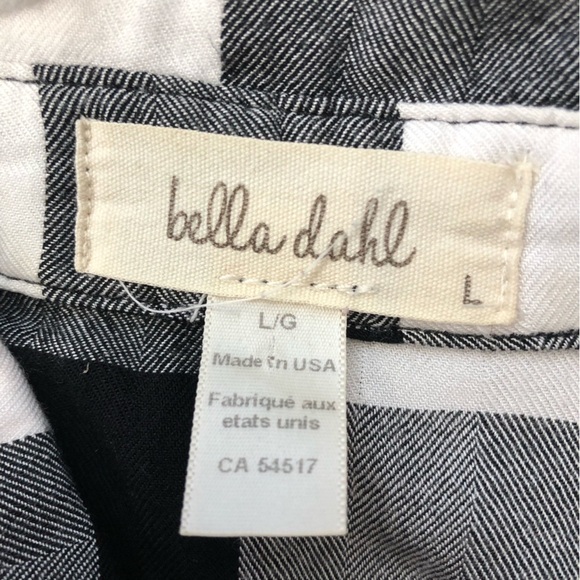 bella dahl
L
L/G
Made in USA
Fabriqué aux
etats unis
CA 54517